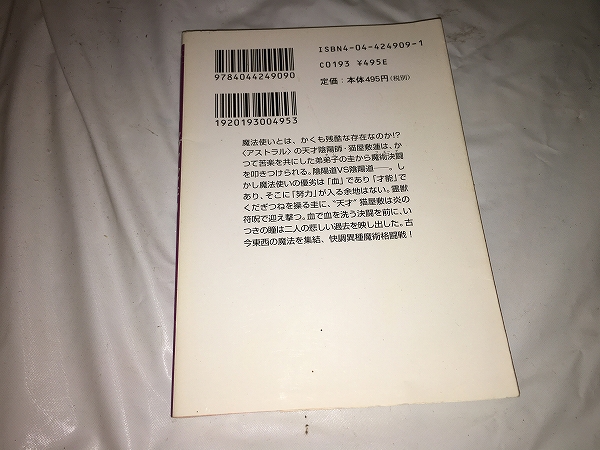 ISBN4-04-424909-1
9784044249090
C0193 ¥495E
定価：本体495円（税別）
1920193004953
魔法使いとは、かくも残酷な存在なのか!?
〈アストラル〉の天才陰陽師・猫屋敷蓮は、か
つて苦楽を共にした弟弟子の圭から魔術決闘
を叩きつけられる。陰陽道VS陰陽道――。し
かし魔法使いの優劣は「血」であり「才能」で
あり、そこに「努力」が入る余地はない。霊獣
くだぎつねを操る圭に、“天才”猫屋敷は炎の
符呪で迎え撃つ。血で血を洗う決闘を前に、い
つきの瞳は二人の悲しい過去を映し出した。古
今東西の魔法を集結、快調異種魔術格闘戦！